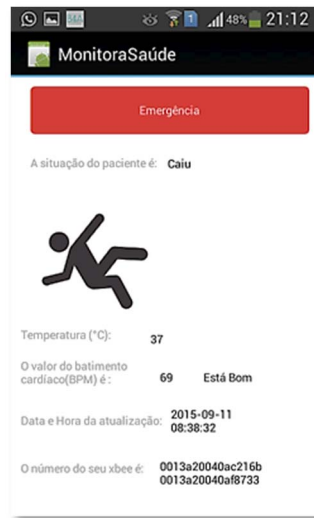 48% 21:12
MonitoraSaúde
Emergência
A situação do paciente é: Caiu
Temperatura (°C): 37
O valor do batimento
cardíaco(BPM) é : 69 Está Bom
Data e Hora da atualização: 2015-09-11
08:38:32
O número do seu xbee é: 0013a20040ac216b
0013a20040af8733